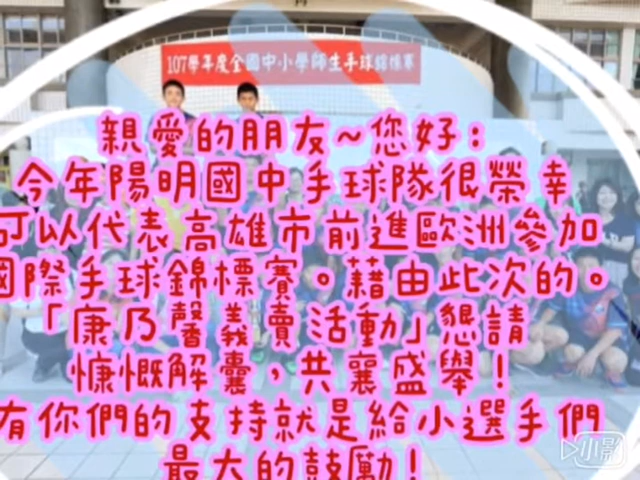 107學年度全國中小學師生手球錦標賽
親愛的朋友~您好:
今年陽明國中手球隊很榮幸
可以代表高雄市前進歐洲參加
國際手球錦標賽。藉由此次的。
「康乃馨義賣活動」懇請
慷慨解囊,共襄盛舉!
有你們的支持就是給小選手們
最大的鼓勵!
小影